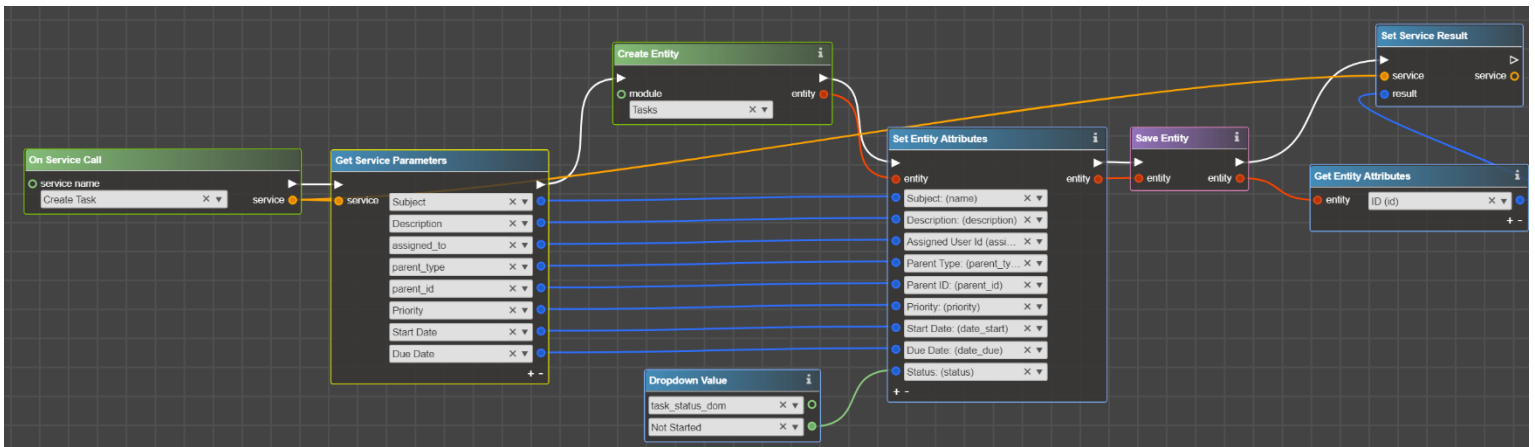 On Service Call
service name
Create Task
service
Get Service Parameters
service
Subject
Description
assigned_to
parent_type
parent_id
Priority
Start Date
Due Date
+ -
Create Entity i
module
entity
Tasks
Dropdown Value i
task_status_dom
Not Started
Set Entity Attributes i
entity
entity
Subject: (name)
Description: (description)
Assigned User Id (assi...
Parent Type: (parent_ty...
Parent ID: (parent_id)
Priority: (priority)
Start Date: (date_start)
Due Date: (date_due)
Status: (status)
+ -
Save Entity i
entity entity
Set Service Result
service service
result
Get Entity Attributes i
entity
ID (id)
+ -